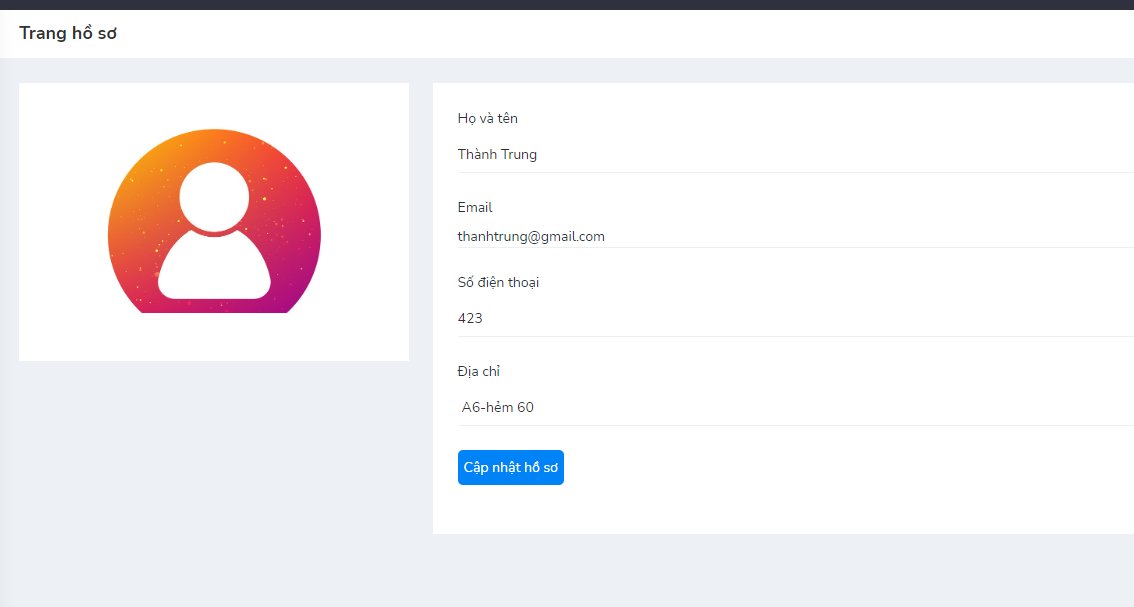 Trang hồ sơ
Họ và tên
Thành Trung
Email
thanhtrung@gmail.com
Số điện thoại
423
Địa chỉ
A6-hẻm 60
Cập nhật hồ sơ